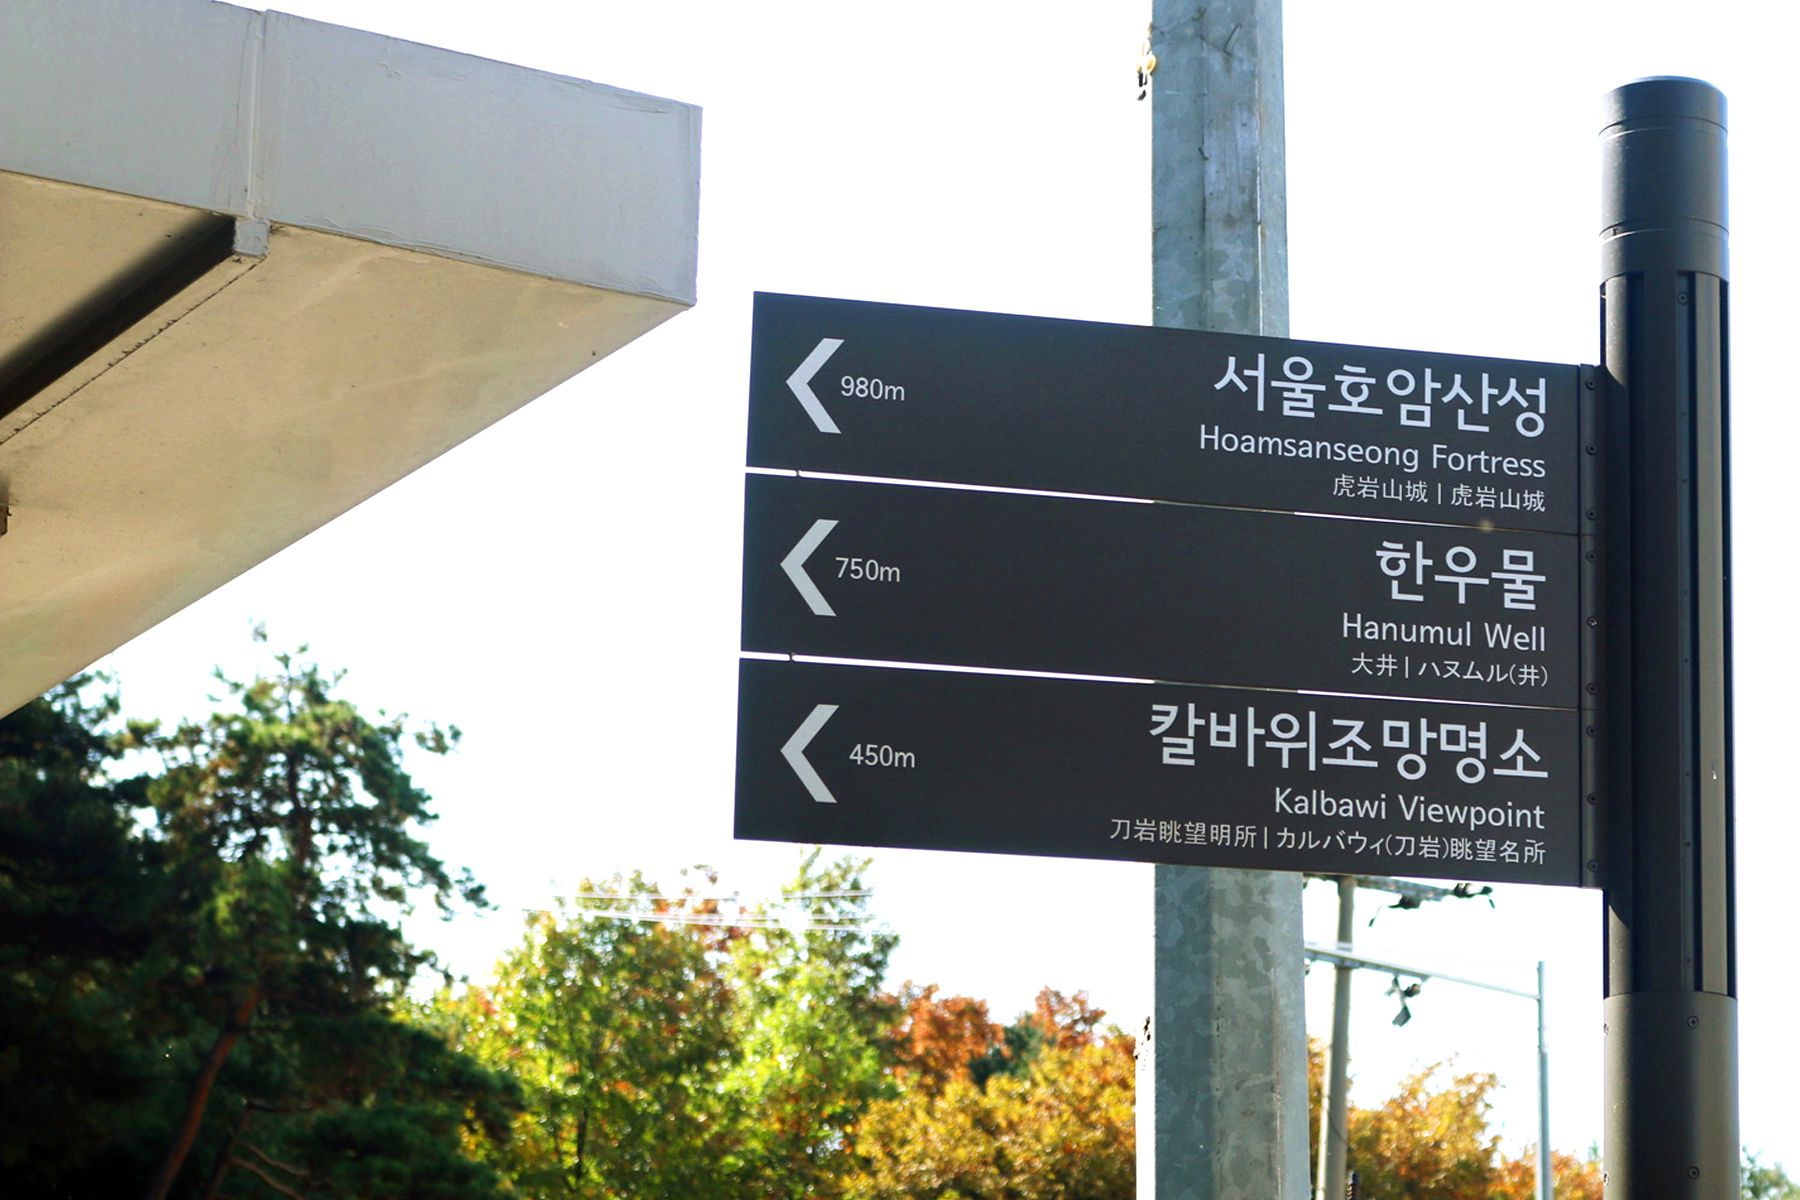 980m
서울호암산성
Hoamsanseong Fortress
虎岩山城 | 虎岩山城
750m
한우물
Hanumul Well
大井 | ハヌムル(井)
450m
칼바위조망명소
Kalbawi Viewpoint
刀岩眺望明所 | カルバウィ(刀岩)眺望名所